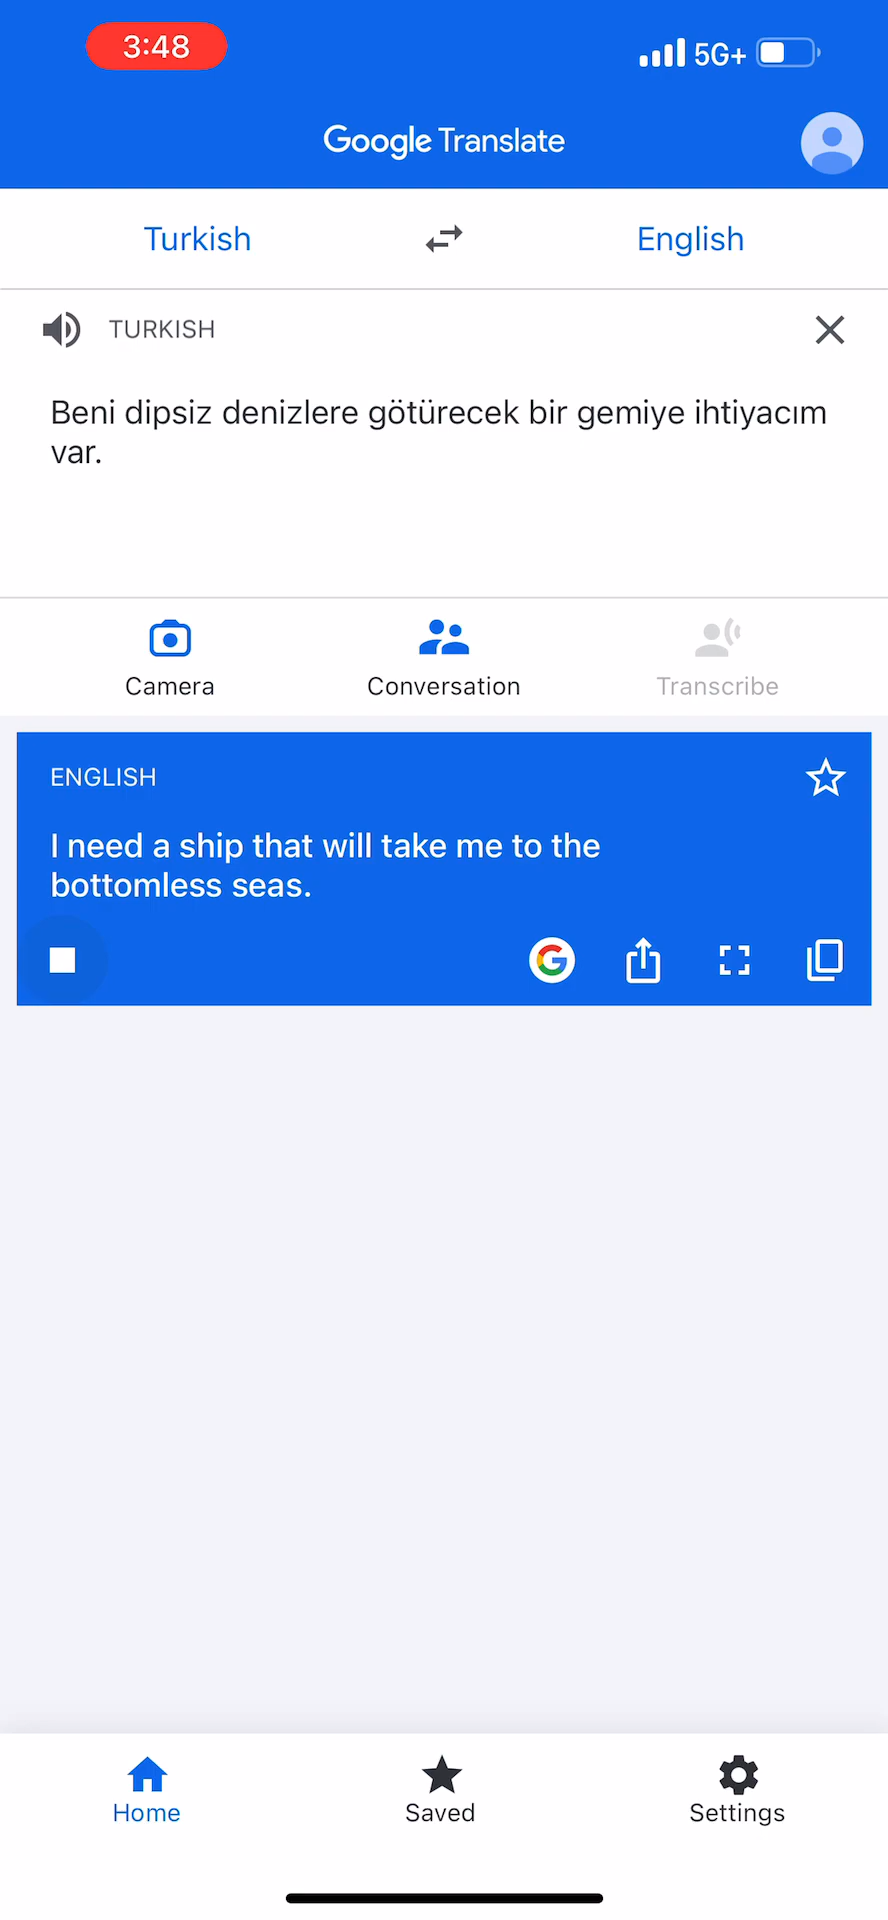 3:48 5G+
Google Translate
Turkish English
TURKISH
Beni dipsiz denizlere götürecek bir gemiye ihtiyacım
var.
Camera Conversation Transcribe
ENGLISH
I need a ship that will take me to the
bottomless seas.
Home Saved Settings